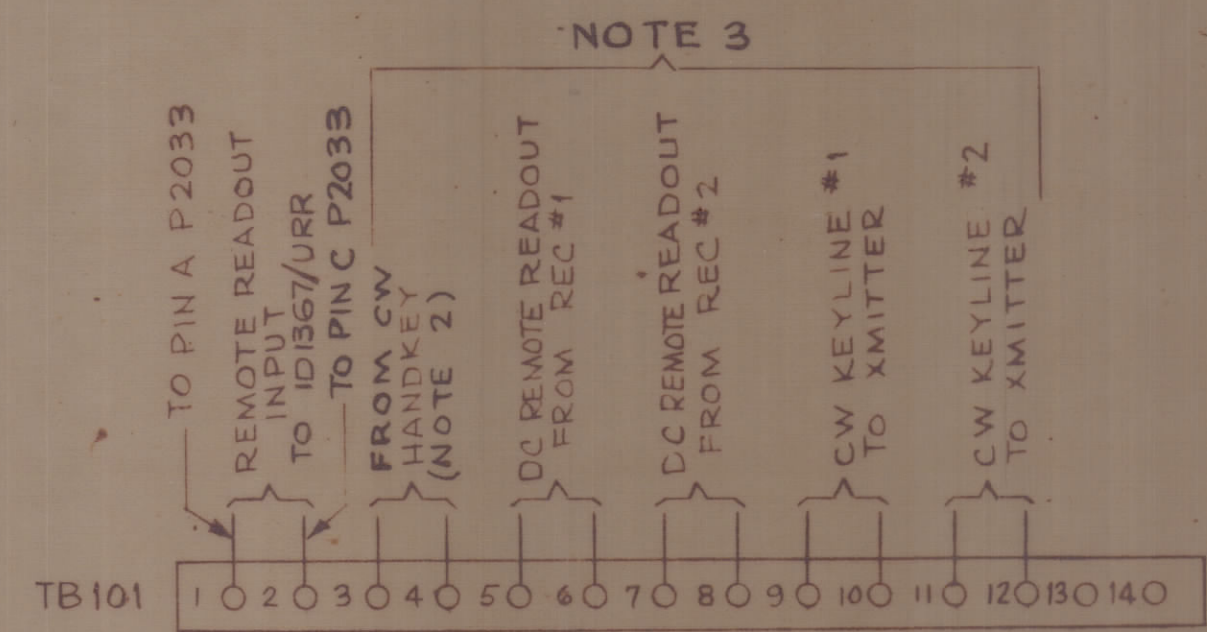 NOTE 3
TO PIN A P2033
REMOTE READOUT
INPUT
TO ID1367/URR
TO PIN C P2033
FROM CW
HANDKEY
(NOTE 2)
DC REMOTE READOUT
FROM REC #1
DC REMOTE READOUT
FROM REC #2
CW KEYLINE #1
TO XMITTER
CW KEYLINE #2
TO XMITTER
TB101 1 2 3 4 5 6 7 8 9 10 11 12 13 14